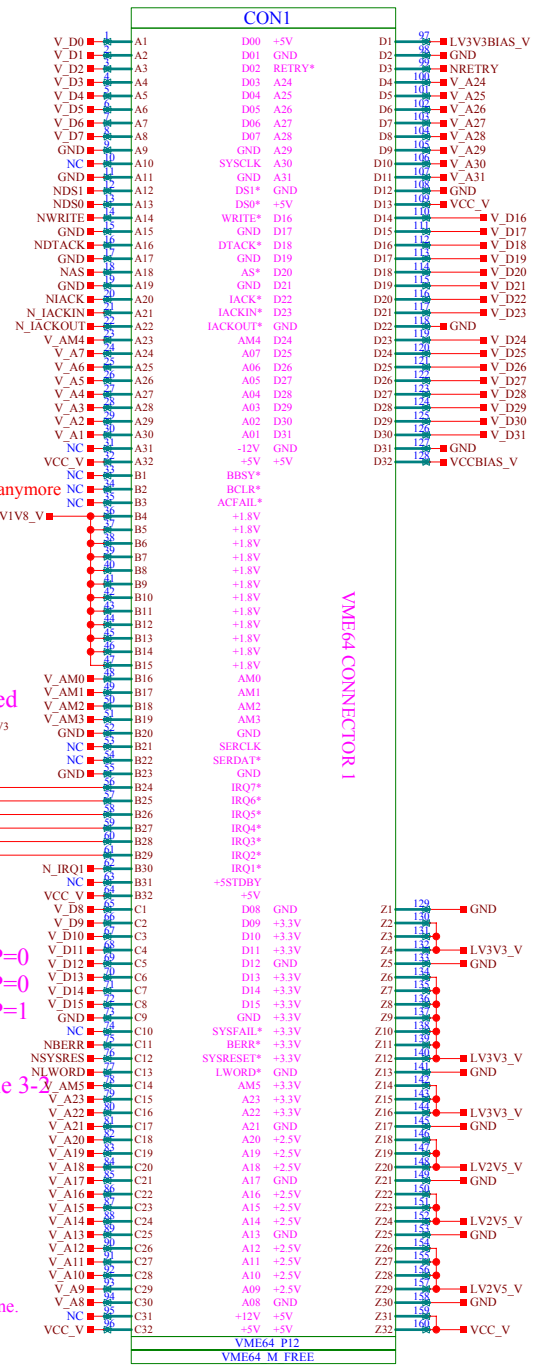 CON1
V_D0 1 A1 D00 +5V D1 97 LV3V3BIAS_V
V_D1 2 A2 D01 GND D2 98 GND
V_D2 3 A3 D02 RETRY* D3 99 NRETRY
V_D3 4 A4 D03 A24 D4 100 V_A24
V_D4 5 A5 D04 A25 D5 101 V_A25
V_D5 6 A6 D05 A26 D6 102 V_A26
V_D6 7 A7 D06 A27 D7 103 V_A27
V_D7 8 A8 D07 A28 D8 104 V_A28
GND 9 A9 GND A29 D9 105 V_A29
NC 10 A10 SYSCLK A30 D10 106 V_A30
GND 11 A11 GND A31 D11 107 V_A31
NDS1 12 A12 DS1* GND D12 108 GND
NDS0 13 A13 DS0* +5V D13 109 VCC_V
NWRITE 14 A14 WRITE* D16 D14 110 V_D16
GND 15 A15 GND D17 D15 111 V_D17
NDTACK 16 A16 DTACK* D18 D16 112 V_D18
GND 17 A17 GND D19 D17 113 V_D19
NAS 18 A18 AS* D20 D18 114 V_D20
GND 19 A19 GND D21 D19 115 V_D21
NIACK 20 A20 IACK* D22 D20 116 V_D22
N_IACKIN 21 A21 IACKIN* D23 D21 117 V_D23
N_IACKOUT 22 A22 IACKOUT* GND D22 118 GND
V_AM4 23 A23 AM4 D24 D23 119 V_D24
V_A7 24 A24 A07 D25 D24 120 V_D25
V_A6 25 A25 A06 D26 D25 121 V_D26
V_A5 26 A26 A05 D27 D26 122 V_D27
V_A4 27 A27 A04 D28 D27 123 V_D28
V_A3 28 A28 A03 D29 D28 124 V_D29
V_A2 29 A29 A02 D30 D29 125 V_D30
V_A1 30 A30 A01 D31 D30 126 V_D31
NC 31 A31 -12V GND D31 127 GND
VCC_V 32 A32 +5V +5V D32 128 VCCBIAS_V
NC 33 B1 BBSY*
anymore NC 34 B2 BCLR*
NC 35 B3 ACFAIL*
V1V8_V 36 B4 +1.8V
37 B5 +1.8V
38 B6 +1.8V
39 B7 +1.8V
40 B8 +1.8V
41 B9 +1.8V
42 B10 +1.8V
43 B11 +1.8V
44 B12 +1.8V
45 B13 +1.8V
46 B14 +1.8V
47 B15 +1.8V
VME64 CONNECTOR 1
V_AM0 48 B16 AM0
V_AM1 49 B17 AM1
ed
V_AM2 50 B18 AM2
V_AM3 51 B19 AM3
V3
GND 52 B20 GND
NC 53 B21 SERCLK
NC 54 B22 SERDAT*
GND 55 B23 GND
56 B24 IRQ7*
57 B25 IRQ6*
58 B26 IRQ5*
59 B27 IRQ4*
60 B28 IRQ3*
61 B29 IRQ2*
N_IRQ1 62 B30 IRQ1*
NC 63 B31 +5STDBY
VCC_V 64 B32 +5V
V_D8 65 C1 D08 GND Z1 129 GND
V_D9 66 C2 D09 +3.3V Z2 130
V_D10 67 C3 D10 +3.3V Z3 131
V_D11 68 C4 D11 +3.3V Z4 132 LV3V3_V
=0
V_D12 69 C5 D12 GND Z5 133 GND
V_D13 70 C6 D13 +3.3V Z6 134
=0
V_D14 71 C7 D14 +3.3V Z7 135
V_D15 72 C8 D15 +3.3V Z8 136
=1
GND 73 C9 GND +3.3V Z9 137
NC 74 C10 SYSFAIL* +3.3V Z10 138
NBERR 75 C11 BERR* +3.3V Z11 139
NSYSRES 76 C12 SYSRESET* +3.3V Z12 140 LV3V3_V
NLWORD 77 C13 LWORD* GND Z13 141 GND
e 3-2
V_AM5 78 C14 AM5 +3.3V Z14 142
V_A23 79 C15 A23 +3.3V Z15 143
V_A22 80 C16 A22 +3.3V Z16 144 LV3V3_V
V_A21 81 C17 A21 GND Z17 145 GND
V_A20 82 C18 A20 +2.5V Z18 146
V_A19 83 C19 A19 +2.5V Z19 147
V_A18 84 C20 A18 +2.5V Z20 148 LV2V5_V
V_A17 85 C21 A17 GND Z21 149 GND
V_A16 86 C22 A16 +2.5V Z22 150
V_A15 87 C23 A15 +2.5V Z23 151
V_A14 88 C24 A14 +2.5V Z24 152 LV2V5_V
V_A13 89 C25 A13 GND Z25 153 GND
V_A12 90 C26 A12 +2.5V Z26 154
V_A11 91 C27 A11 +2.5V Z27 155
V_A10 92 C28 A10 +2.5V Z28 156
V_A9 93 C29 A09 +2.5V Z29 157 LV2V5_V
V_A8 94 C30 A08 GND Z30 158 GND
ne.
NC 95 C31 +12V +5V Z31 159
VCC_V 96 C32 +5V +5V Z32 160 VCC_V
VME64_P12
VME64_M_FREE